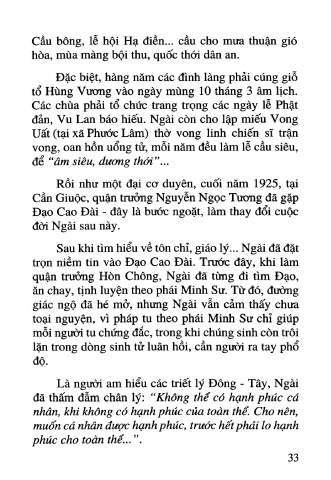 Cầu bông, lễ hội Hạ điền... cầu cho mưa thuận gió
hòa, mùa màng bội thu, quốc thới dân an.
Đặc biệt, hàng năm các đình làng phải cúng giỗ
tổ Hùng Vương vào ngày mùng 10 tháng 3 âm lịch.
Các chùa phải tổ chức trang trọng các ngày lễ Phật
đản, Vu Lan báo hiếu. Ngài còn cho lập miếu Vong
Uất (tại xã Phước Lâm) thờ vong linh chiến sĩ trận
vong, oan hồn uổng tử, mỗi năm đều làm lễ cầu siêu,
để “âm siêu, dương thới”...
Rồi như một đại cơ duyên, cuối năm 1925, tại
Cần Giuộc, quận trưởng Nguyễn Ngọc Tương đã gặp
Đạo Cao Đài - đây là bước ngoặt, làm thay đổi cuộc
đời Ngài sau này.
Sau khi tìm hiểu về tôn chỉ, giáo lý... Ngài đã đặt
trọn niềm tin vào Đạo Cao Đài. Trước đây, khi làm
quận trưởng Hòn Chông, Ngài đã từng đi tìm Đạo,
ăn chay, tịnh luyện theo phái Minh Sư. Từ đó, đường
giác ngộ đã hé mở, nhưng Ngài vẫn cảm thấy chưa
toại nguyện, vì pháp tu theo phái Minh Sư chỉ giúp
mỗi người tu chứng đắc, trong khi chúng sinh còn trôi
lặn trong dòng sinh tử luân hồi, cần người ra tay phổ
độ.
Là người am hiểu các triết lý Đông - Tây, Ngài
đã thấm đẫm chân lý: “Không thể có hạnh phúc cá
nhân, khi không có hạnh phúc của toàn thể. Cho nên,
muốn cá nhân được hạnh phúc, trước hết phải lo hạnh
phúc cho toàn thể...”.
33